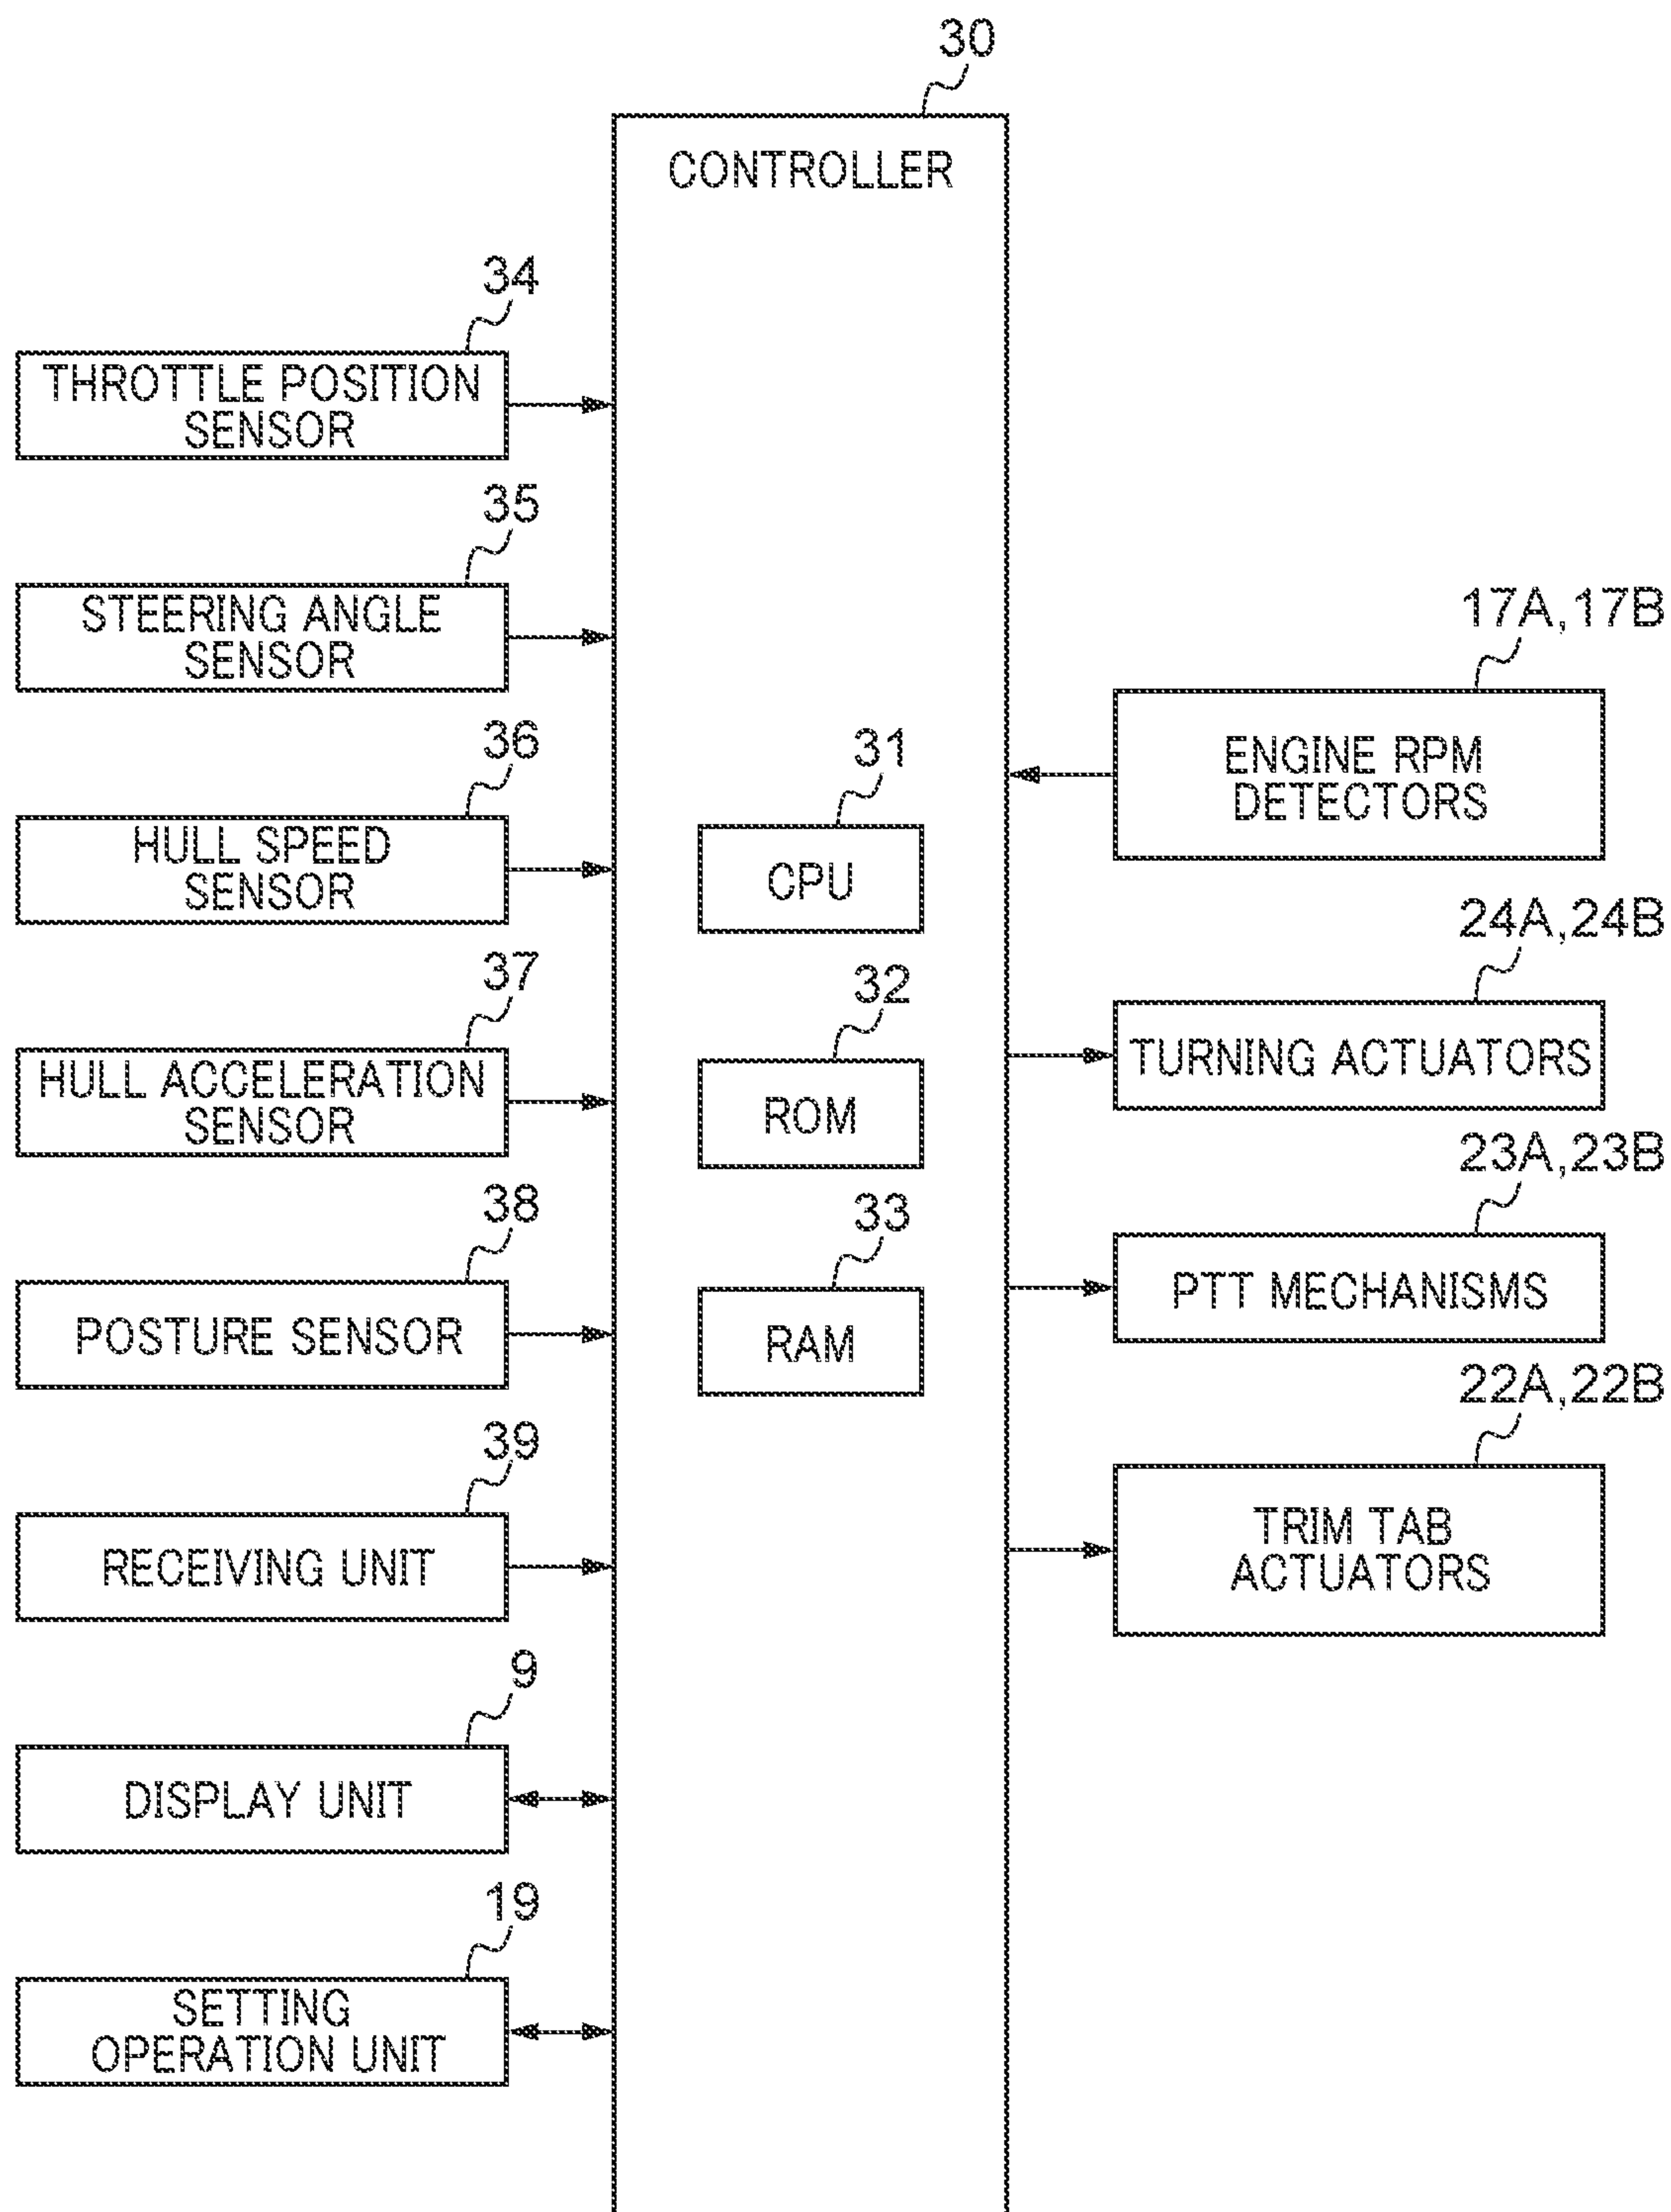 30
CONTROLLER
34
THROTTLE POSITION
SENSOR
35
STEERING ANGLE
SENSOR
36
HULL SPEED
SENSOR
37
HULL ACCELERATION
SENSOR
38
POSTURE SENSOR
39
RECEIVING UNIT
9
DISPLAY UNIT
19
SETTING
OPERATION UNIT
31
CPU
32
ROM
33
RAM
17A,17B
ENGINE RPM
DETECTORS
24A,24B
TURNING ACTUATORS
23A,23B
PTT MECHANISMS
22A,22B
TRIM TAB
ACTUATORS